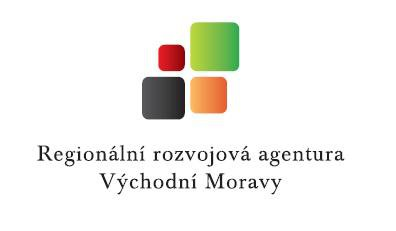 Regionální rozvojová agentura
Východní Moravy